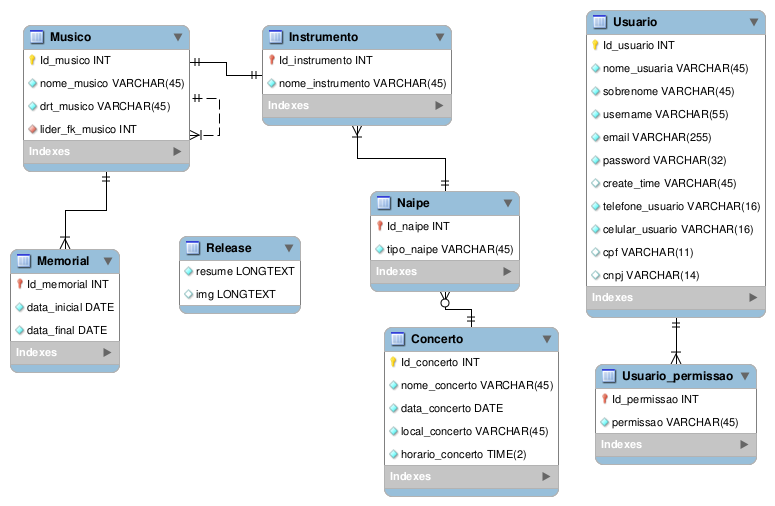 Musico
Id_musico INT
nome_musico VARCHAR(45)
drt_musico VARCHAR(45)
lider_fk_musico INT
Indexes
Instrumento
Id_instrumento INT
nome_instrumento VARCHAR(45)
Indexes
Usuario
Id_usuario INT
nome_usuaria VARCHAR(45)
sobrenome VARCHAR(45)
username VARCHAR(55)
email VARCHAR(255)
password VARCHAR(32)
create_time VARCHAR(45)
telefone_usuario VARCHAR(16)
celular_usuario VARCHAR(16)
cpf VARCHAR(11)
cnpj VARCHAR(14)
Indexes
Naipe
Id_naipe INT
tipo_naipe VARCHAR(45)
Indexes
Memorial
Id_memorial INT
data_inicial DATE
data_final DATE
Indexes
Release
resume LONGTEXT
img LONGTEXT
Concerto
Id_concerto INT
nome_concerto VARCHAR(45)
data_concerto DATE
local_concerto VARCHAR(45)
horario_concerto TIME(2)
Indexes
Usuario_permissao
Id_permissao INT
permissao VARCHAR(45)
Indexes